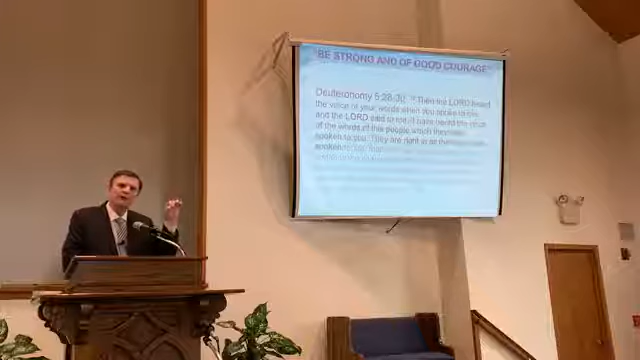 "BE STRONG AND OF GOOD COURAGE"
Deuteronomy 5:28-30 "Then the LORD heard
the voice of your words when you spoke to me,
and the LORD said to me: I have heard the voice
of the words of this people which they have
spoken to you. They are right in all that
spoken